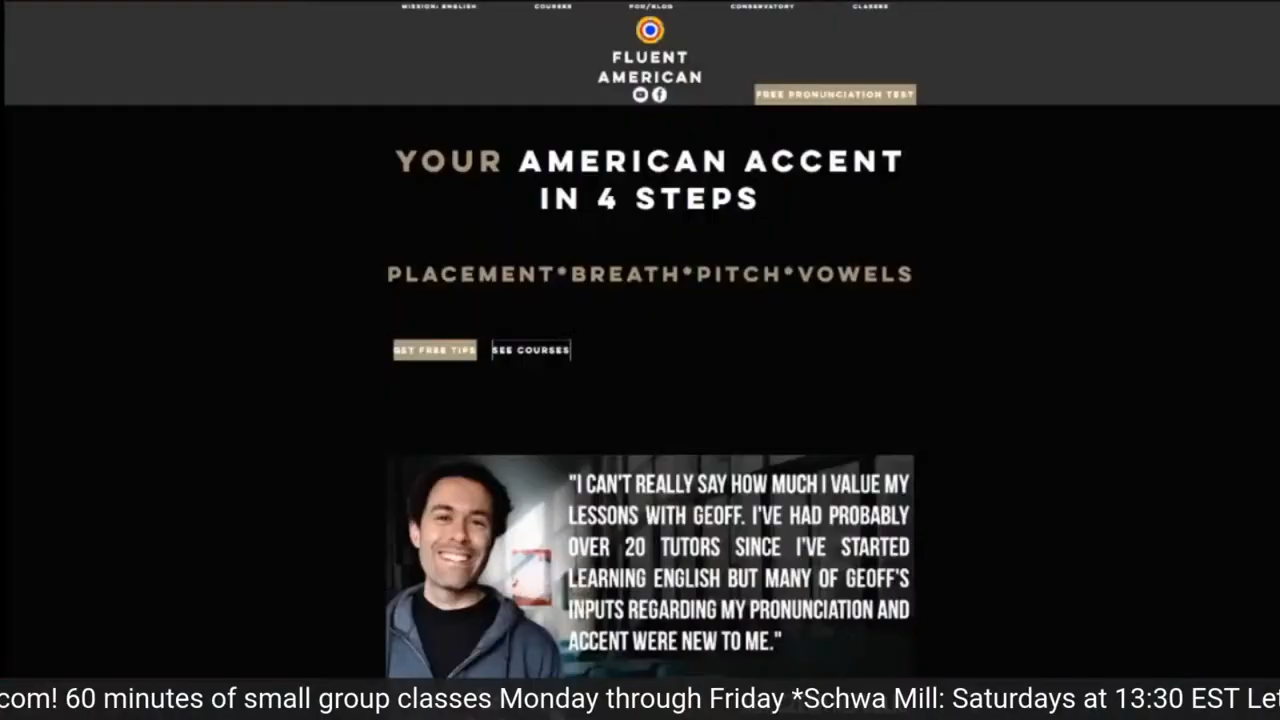 MISSION: ENGLISH COURSES POD/BLOG CONSERVATORY CLASSES
FLUENT
AMERICAN
FREE PRONUNCIATION TEST
YOUR AMERICAN ACCENT
IN 4 STEPS
PLACEMENT*BREATH*PITCH*VOWELS
GET FREE TIPS SEE COURSES
"I CAN'T REALLY SAY HOW MUCH I VALUE MY
LESSONS WITH GEOFF. I'VE HAD PROBABLY
OVER 20 TUTORS SINCE I'VE STARTED
LEARNING ENGLISH BUT MANY OF GEOFF'S
INPUTS REGARDING MY PRONUNCIATION AND
ACCENT WERE NEW TO ME."
com! 60 minutes of small group classes Monday through Friday *Schwa Mill: Saturdays at 13:30 EST Let